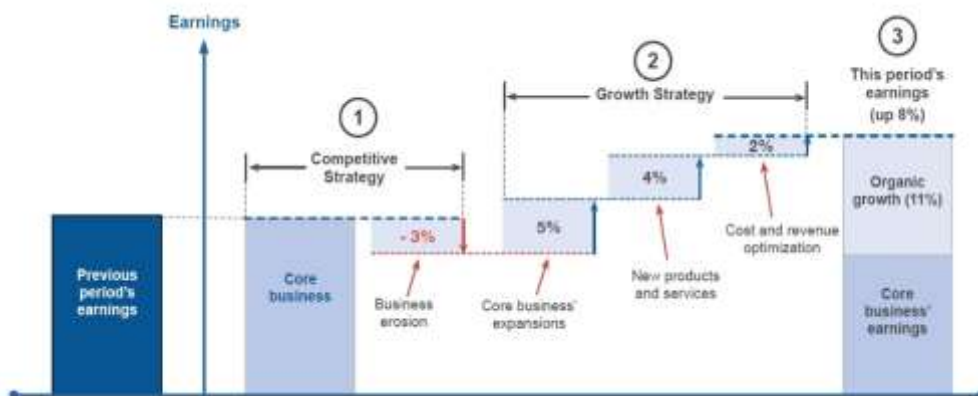 Earnings
3
This period's
earnings
(up 8%)
2
Growth Strategy
1
Competitive
Strategy
2%
4%
Organic
growth (11%)
5%
- 3%
Cost and revenue
optimization
Previous
period's
earnings
Core
business
New products
and services
Business
erosion
Core business'
expansions
Core
business'
earnings